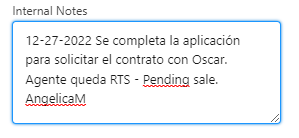 Internal Notes
12-27-2022 Se completa la aplicación
para solicitar el contrato con Oscar.
Agente queda RTS - Pending sale.
AngelicaM